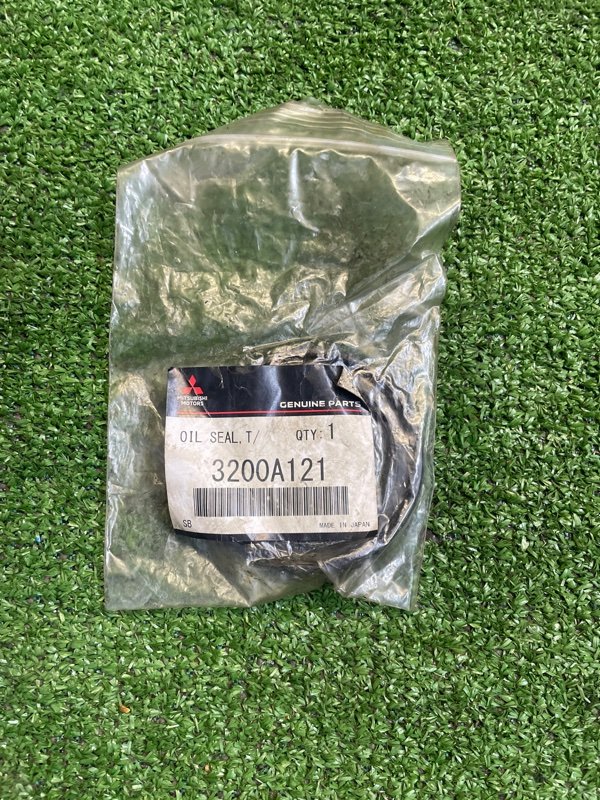 MITSUBISHI
MOTORS
GENUINE PARTS
OIL SEAL,T/ QTY:1
3200A121
SB MADE IN JAPAN